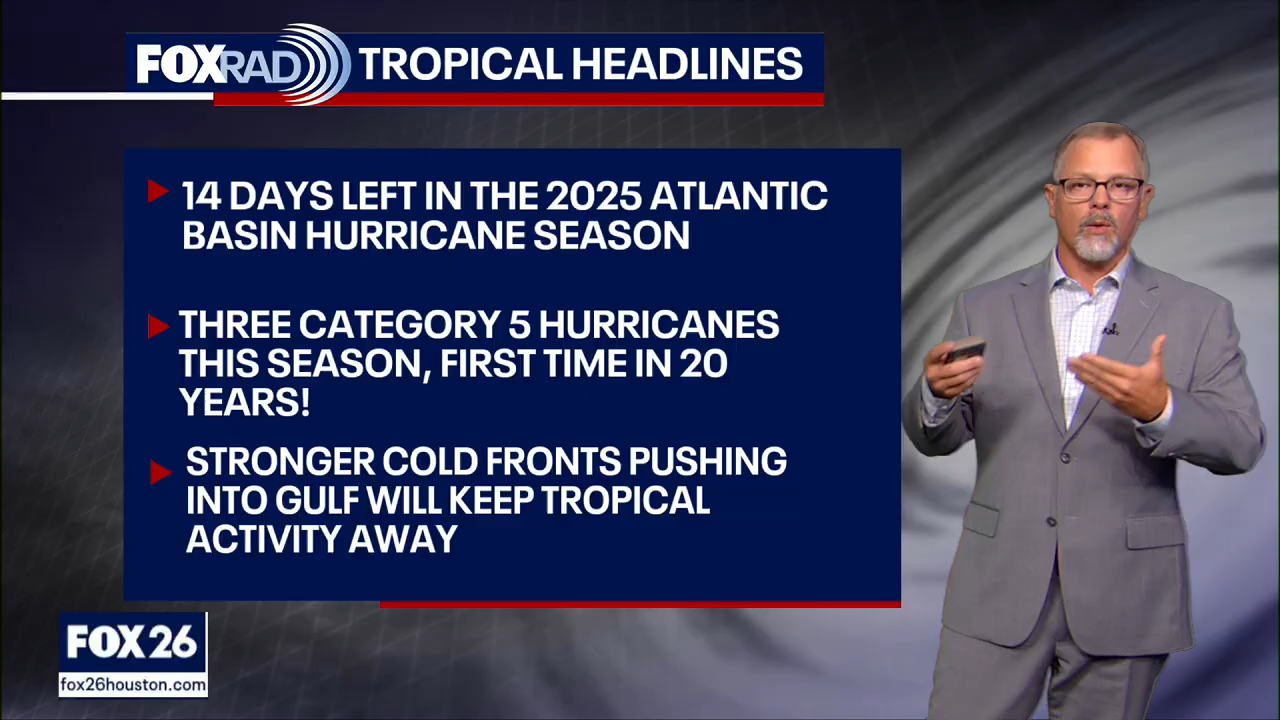 FOXRAD TROPICAL HEADLINES
14 DAYS LEFT IN THE 2025 ATLANTIC
BASIN HURRICANE SEASON
THREE CATEGORY 5 HURRICANES
THIS SEASON, FIRST TIME IN 20
YEARS!
STRONGER COLD FRONTS PUSHING
INTO GULF WILL KEEP TROPICAL
ACTIVITY AWAY
FOX 26
fox26houston.com